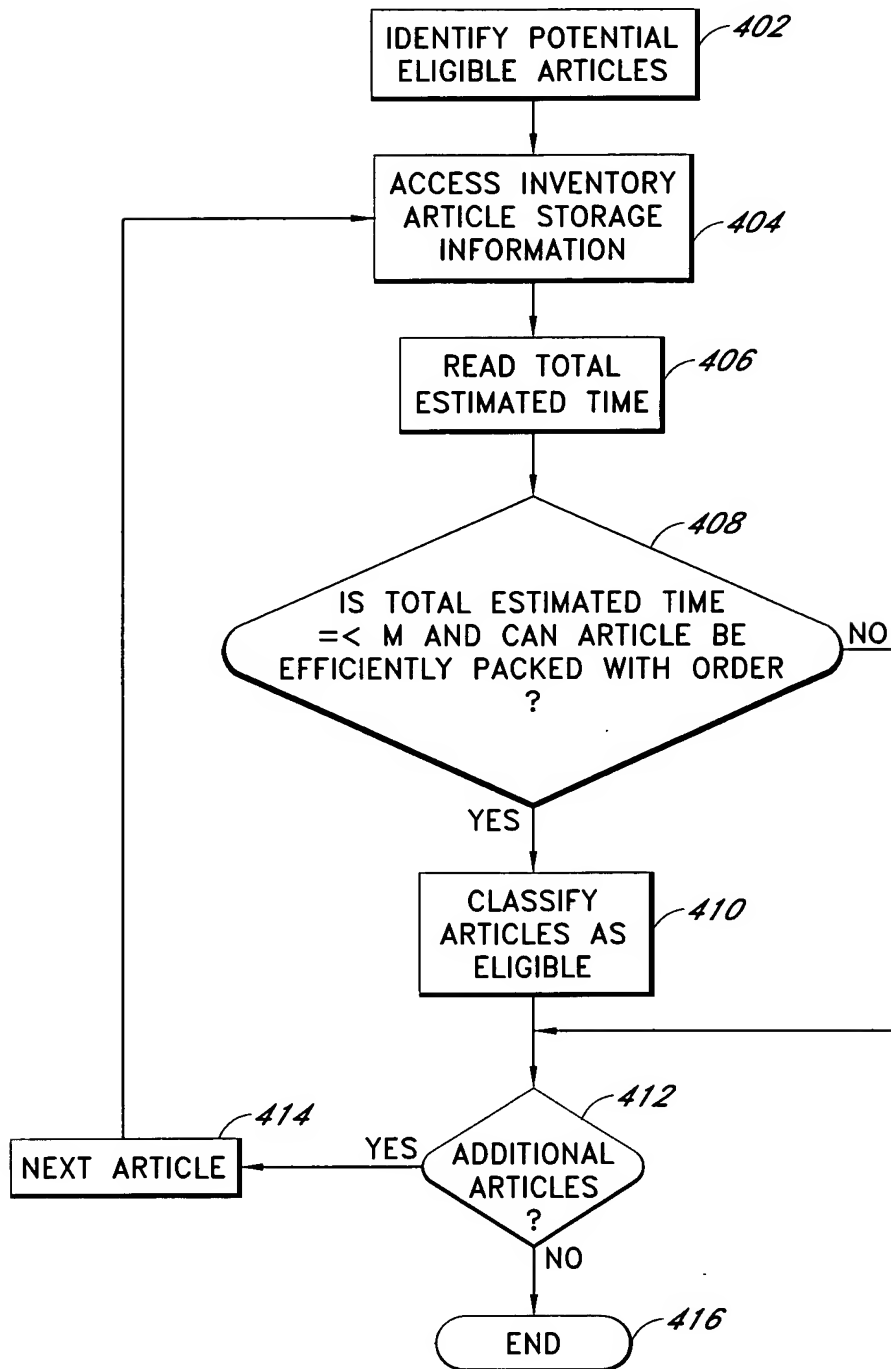 IDENTIFY POTENTIAL
ELIGIBLE ARTICLES
402
ACCESS INVENTORY
ARTICLE STORAGE
INFORMATION
404
READ TOTAL
ESTIMATED TIME
406
408
IS TOTAL ESTIMATED TIME
=< M AND CAN ARTICLE BE
EFFICIENTLY PACKED WITH ORDER
?
NO
YES
CLASSIFY
ARTICLES AS
ELIGIBLE
410
412
ADDITIONAL
ARTICLES
?
YES
414
NEXT ARTICLE
NO
END
416